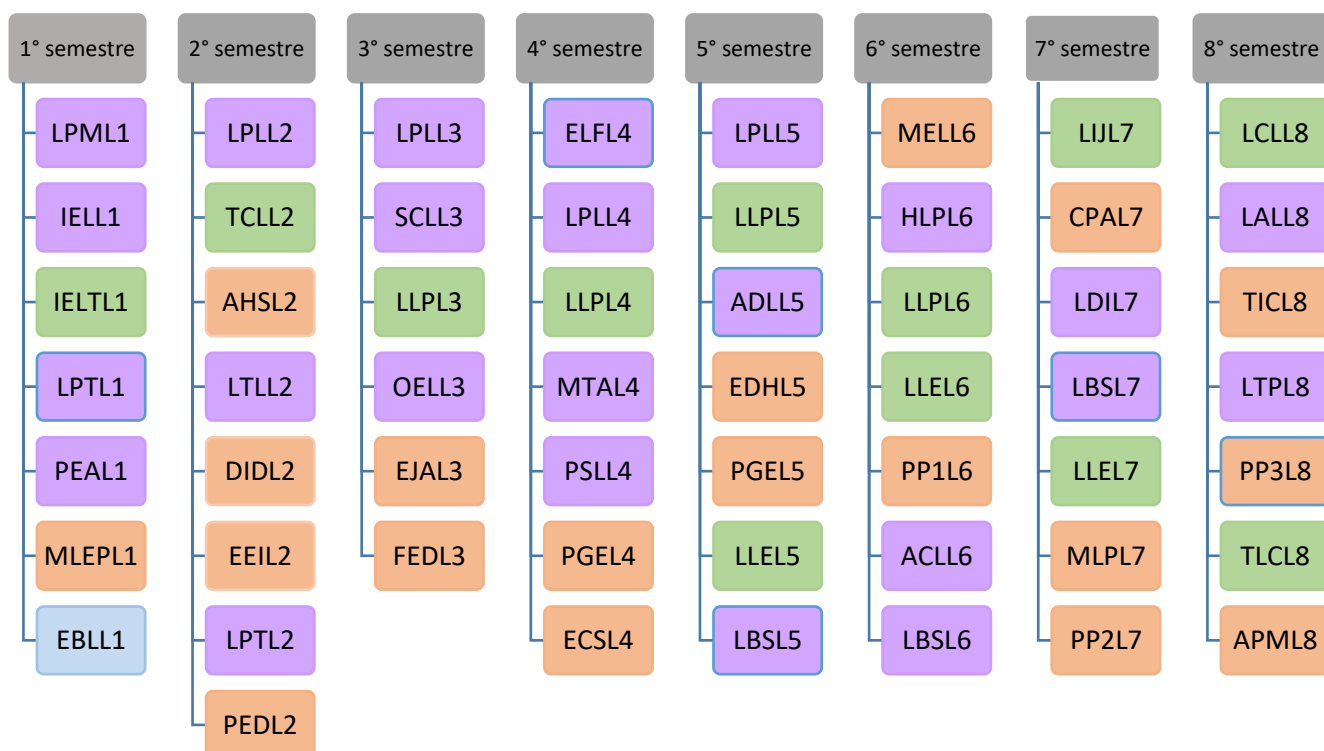 1° semestre
LPML1
IELL1
IELTL1
LPTL1
PEAL1
MLEPL1
EBLL1
2° semestre
LPLL2
TCLL2
AHSL2
LTLL2
DIDL2
EEIL2
LPTL2
PEDL2
3° semestre
LPLL3
SCLL3
LLPL3
OELL3
EJAL3
FEDL3
4° semestre
ELFL4
LPLL4
LLPL4
MTAL4
PSLL4
PGEL4
ECSL4
5° semestre
LPLL5
LLPL5
ADLL5
EDHL5
PGEL5
LLEL5
LBSL5
6° semestre
MELL6
HLPL6
LLPL6
LLEL6
PP1L6
ACLL6
LBSL6
7° semestre
LIJL7
CPAL7
LDIL7
LBSL7
LLEL7
MLPL7
PP2L7
8° semestre
LCLL8
LALL8
TICL8
LTPL8
PP3L8
TLCL8
APML8